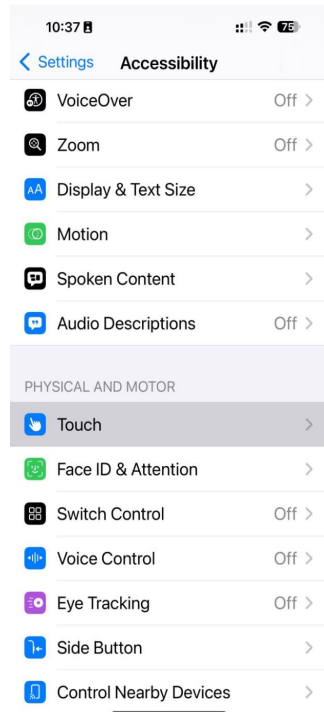 10:37
75
Settings Accessibility
VoiceOver Off
Zoom Off
AA Display & Text Size
Motion
Spoken Content
Audio Descriptions Off
PHYSICAL AND MOTOR
Touch
Face ID & Attention
Switch Control Off
Voice Control Off
Eye Tracking Off
Side Button
Control Nearby Devices